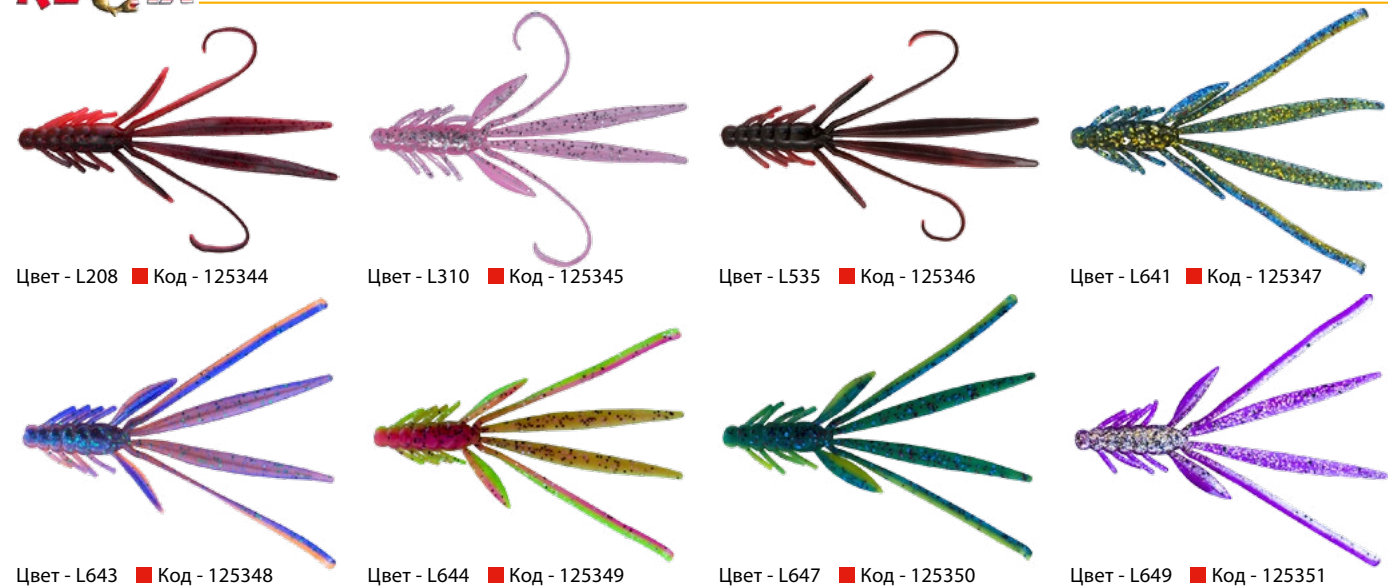 Цвет - L208 Код - 125344
Цвет - L310 Код - 125345
Цвет - L535 Код - 125346
Цвет - L641 Код - 125347
Цвет - L643 Код - 125348
Цвет - L644 Код - 125349
Цвет - L647 Код - 125350
Цвет - L649 Код - 125351